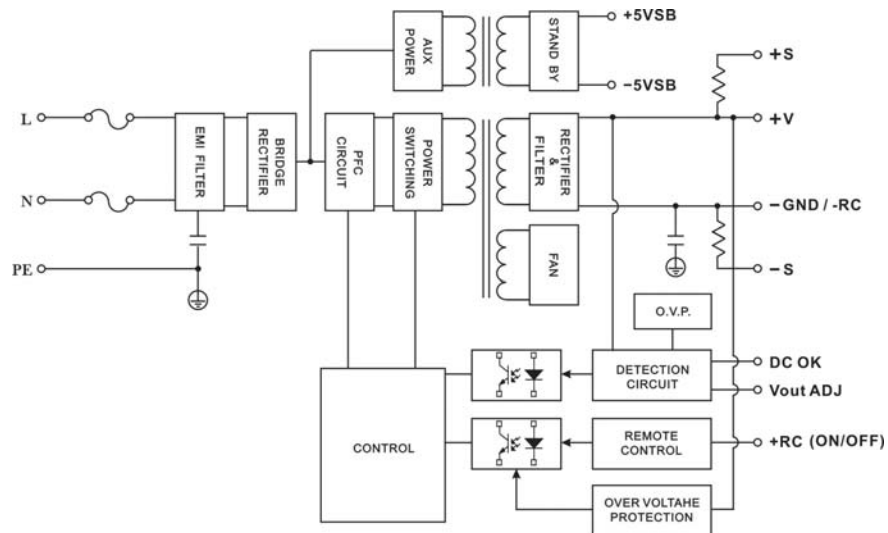 AUX
POWER
STAND BY
+5VSB
−5VSB
+S
L
EMI FILTER
BRIDGE
RECTIFIER
PFC
CIRCUIT
POWER
SWITCHING
RECTIFIER
&
FILTER
+V
N
−GND / -RC
PE
FAN
−S
O.V.P.
DETECTION
CIRCUIT
DC OK
Vout ADJ
CONTROL
REMOTE
CONTROL
+RC (ON/OFF)
OVER VOLTAHE
PROTECTION